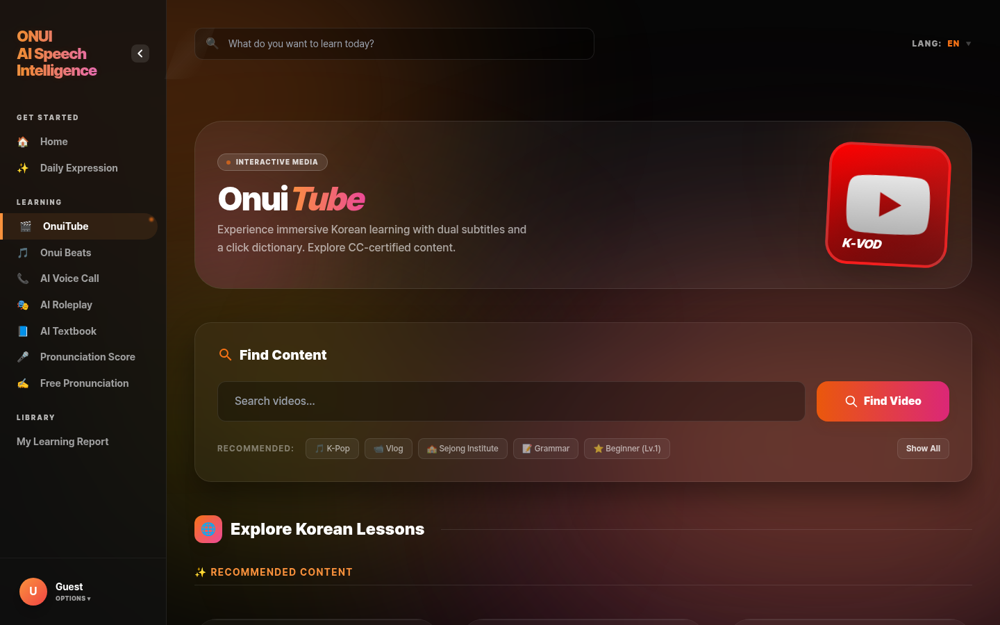 ONUI
AI Speech
Intelligence
GET STARTED
Home
Daily Expression
LEARNING
OnuiTube
Onui Beats
AI Voice Call
AI Roleplay
AI Textbook
Pronunciation Score
Free Pronunciation
LIBRARY
My Learning Report
U
Guest
OPTIONS ▾
What do you want to learn today?
LANG: EN ▼
INTERACTIVE MEDIA
Onui Tube
Experience immersive Korean learning with dual subtitles and
a click dictionary. Explore CC-certified content.
K-VOD
Find Content
Search videos...
Find Video
RECOMMENDED: 🎵 K-Pop 📹 Vlog 🏫 Sejong Institute 📝 Grammar ⭐ Beginner (Lv.1) Show All
Explore Korean Lessons
✨ RECOMMENDED CONTENT